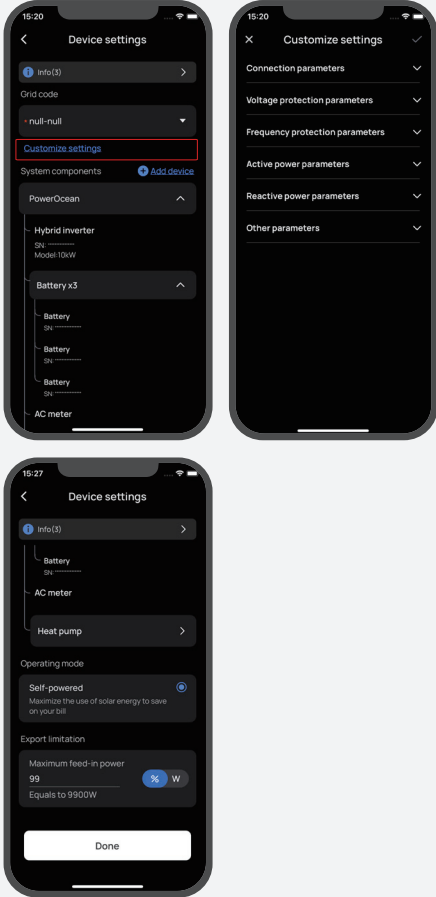 15:20
Device settings
Info(3)
Grid code
• null-null
Customize settings
System components
Add device
PowerOcean
Hybrid inverter
SN: **************
Model:10kW
Battery x3
Battery
SN: **************
Battery
SN: **************
Battery
SN: **************
AC meter
15:20
Customize settings
Connection parameters
Voltage protection parameters
Frequency protection parameters
Active power parameters
Reactive power parameters
Other parameters
15:27
Device settings
Info(3)
Battery
SN: **************
AC meter
Heat pump
Operating mode
Self-powered
Maximize the use of solar energy to save
on your bill
Export limitation
Maximum feed-in power
99
% W
Equals to 9900W
Done